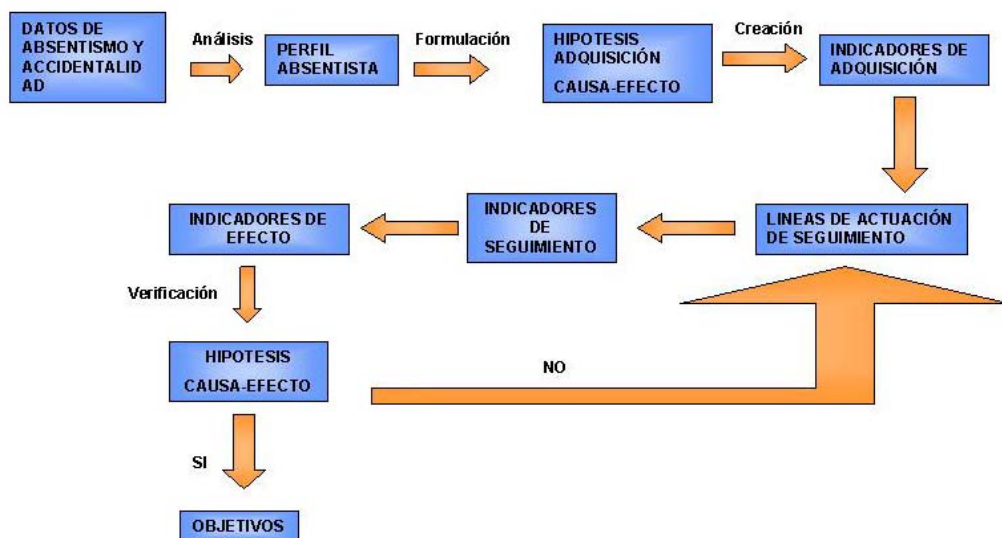 DATOS DE
ABSENTISMO Y
ACCIDENTALID
AD
Análisis
PERFIL
ABSENTISTA
Formulación
HIPOTESIS
ADQUISICIÓN
CAUSA-EFECTO
Creación
INDICADORES DE
ADQUISICIÓN
LINEAS DE ACTUACIÓN
DE SEGUIMIENTO
INDICADORES
DE
SEGUIMIENTO
INDICADORES DE
EFECTO
Verificación
HIPOTESIS
CAUSA-EFECTO
NO
SI
OBJETIVOS